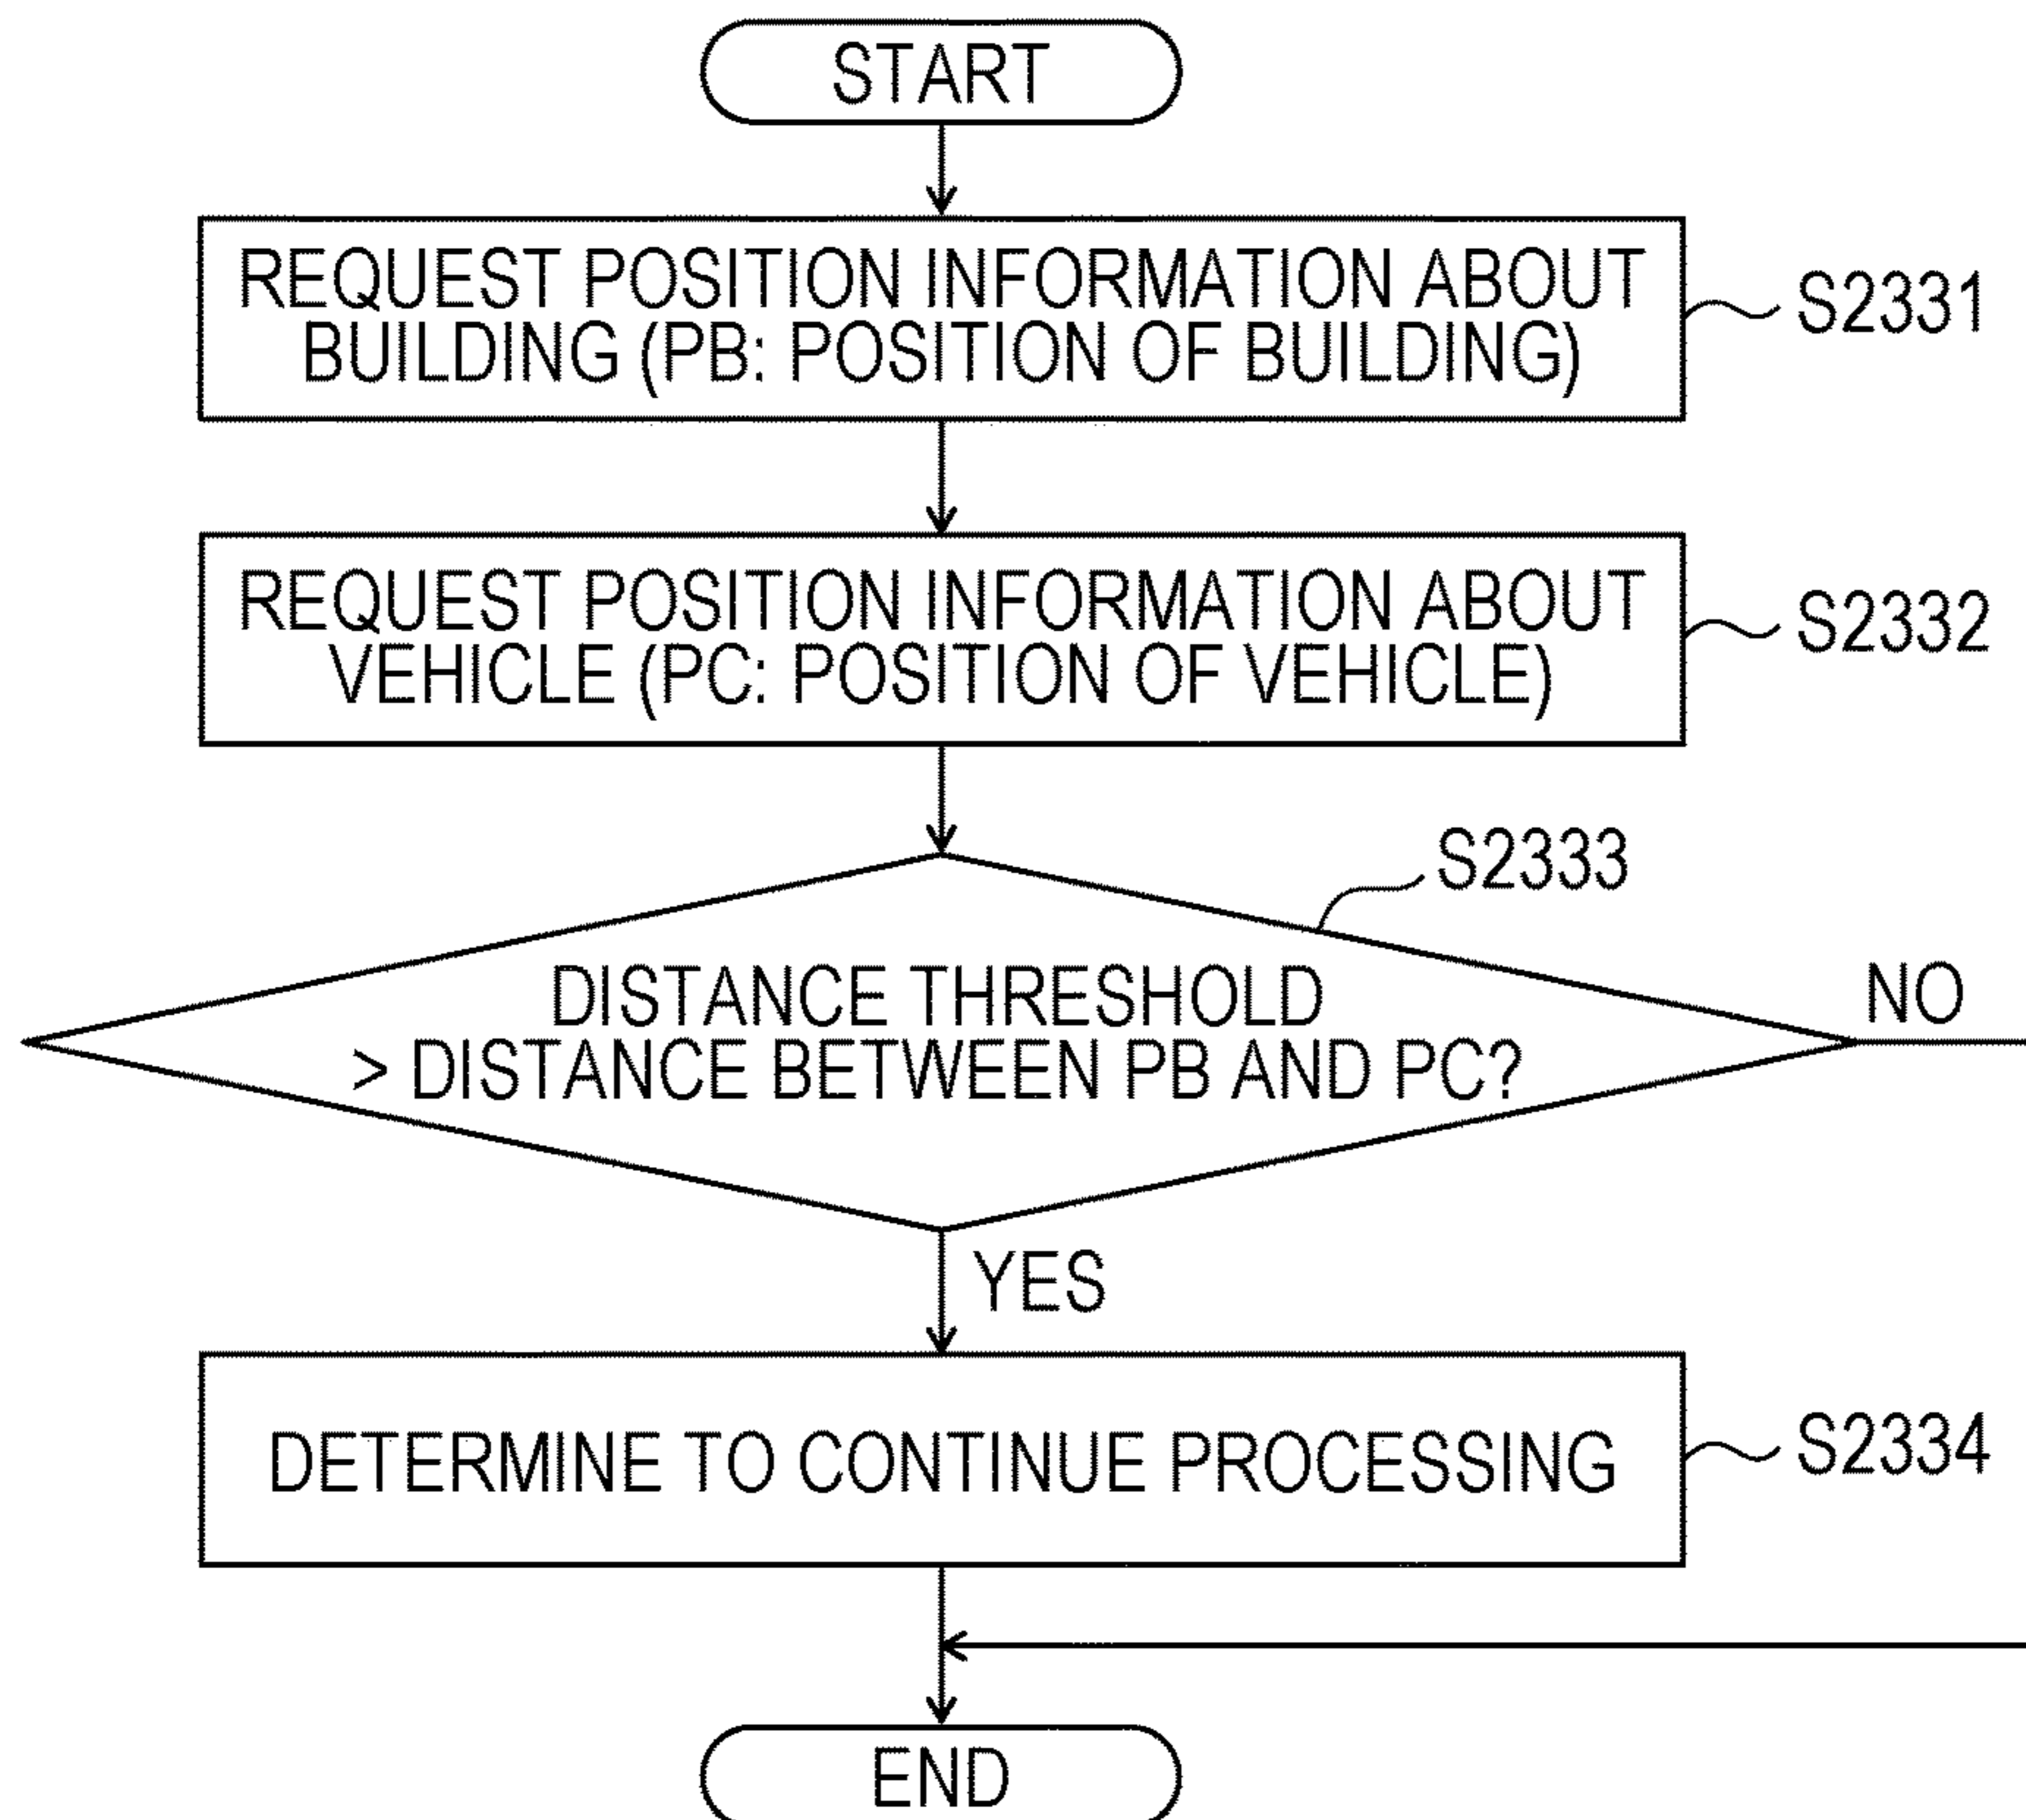 START
REQUEST POSITION INFORMATION ABOUT
BUILDING (PB: POSITION OF BUILDING)
S2331
REQUEST POSITION INFORMATION ABOUT
VEHICLE (PC: POSITION OF VEHICLE)
S2332
S2333
DISTANCE THRESHOLD
> DISTANCE BETWEEN PB AND PC?
NO
YES
DETERMINE TO CONTINUE PROCESSING
S2334
END